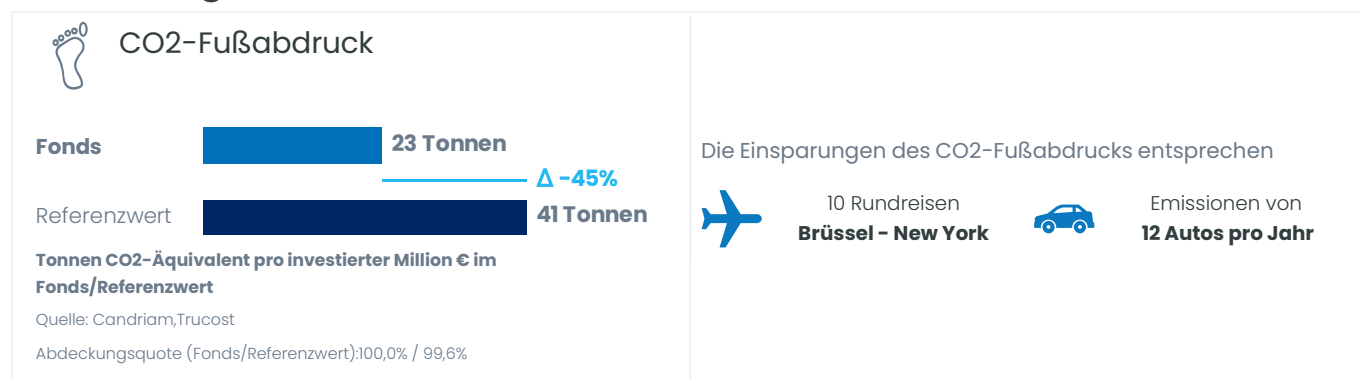 CO2-Fußabdruck
Fonds
23 Tonnen
Δ -45%
Referenzwert
41 Tonnen
Tonnen CO2-Äquivalent pro investierter Million € im
Fonds/Referenzwert
Quelle: Candriam,Trucost
Abdeckungsquote (Fonds/Referenzwert):100,0% / 99,6%
Die Einsparungen des CO2-Fußabdrucks entsprechen
10 Rundreisen
Brüssel - New York
Emissionen von
12 Autos pro Jahr